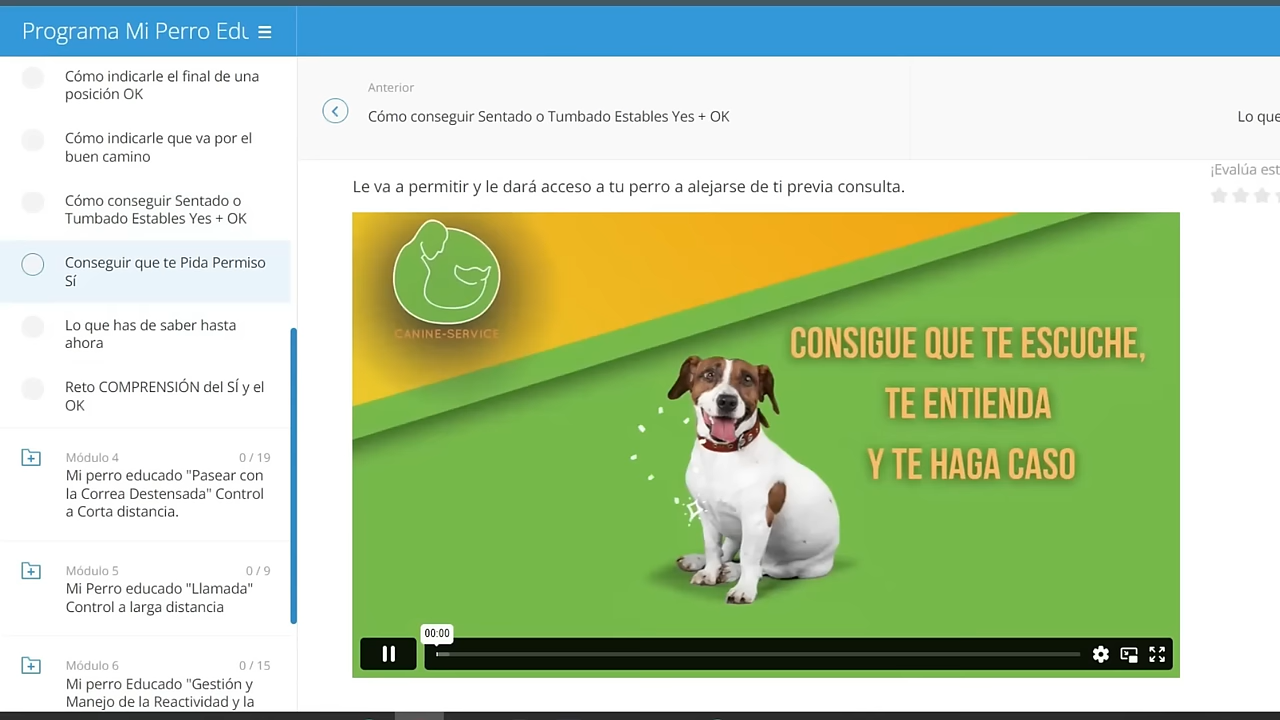 Programa Mi Perro Edu
Cómo indicarle el final de una
posición OK
Cómo indicarle que va por el
buen camino
Cómo conseguir Sentado o
Tumbado Estables Yes + OK
Conseguir que te Pida Permiso
Sí
Lo que has de saber hasta
ahora
Reto COMPRENSIÓN del SÍ y el
OK
Módulo 4 0 / 19
Mi perro educado "Pasear con
la Correa Destensada" Control
a Corta distancia.
Módulo 5 0 / 9
Mi Perro educado "Llamada"
Control a larga distancia
Módulo 6 0 / 15
Mi perro Educado "Gestión y
Manejo de la Reactividad y la
Anterior
Cómo conseguir Sentado o Tumbado Estables Yes + OK
Lo que
¡Evalúa est
Le va a permitir y le dará acceso a tu perro a alejarse de ti previa consulta.
CANINE-SERVICE
CONSIGUE QUE TE ESCUCHE,
TE ENTIENDA
Y TE HAGA CASO
00:00